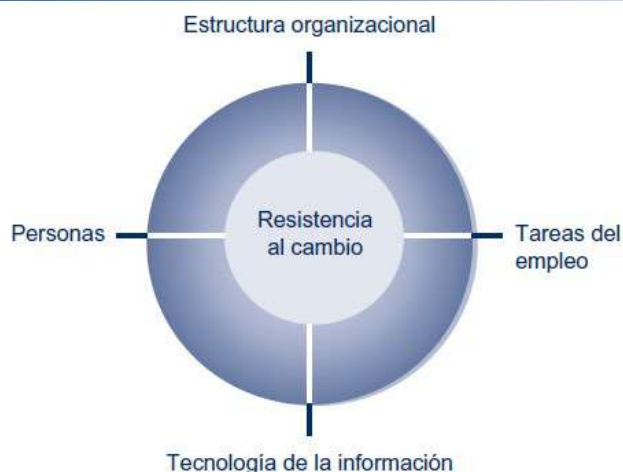 Estructura organizacional
Personas
Resistencia
al cambio
Tareas del
empleo
Tecnología de la información